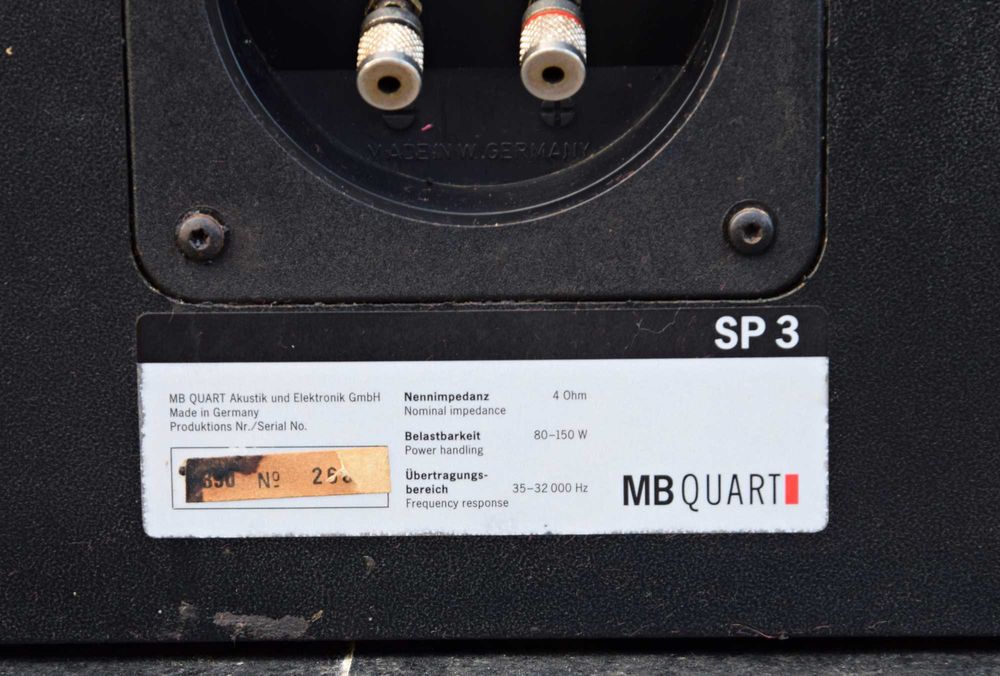 MADE IN W. GERMANY
SP 3
MB QUART Akustik und Elektronik GmbH
Made in Germany
Produktions Nr./Serial No.
Nº
Nennimpedanz 4 Ohm
Nominal impedance
Belastbarkeit 80–150 W
Power handling
Übertragungs-
bereich 35–32 000 Hz
Frequency response
MB QUART